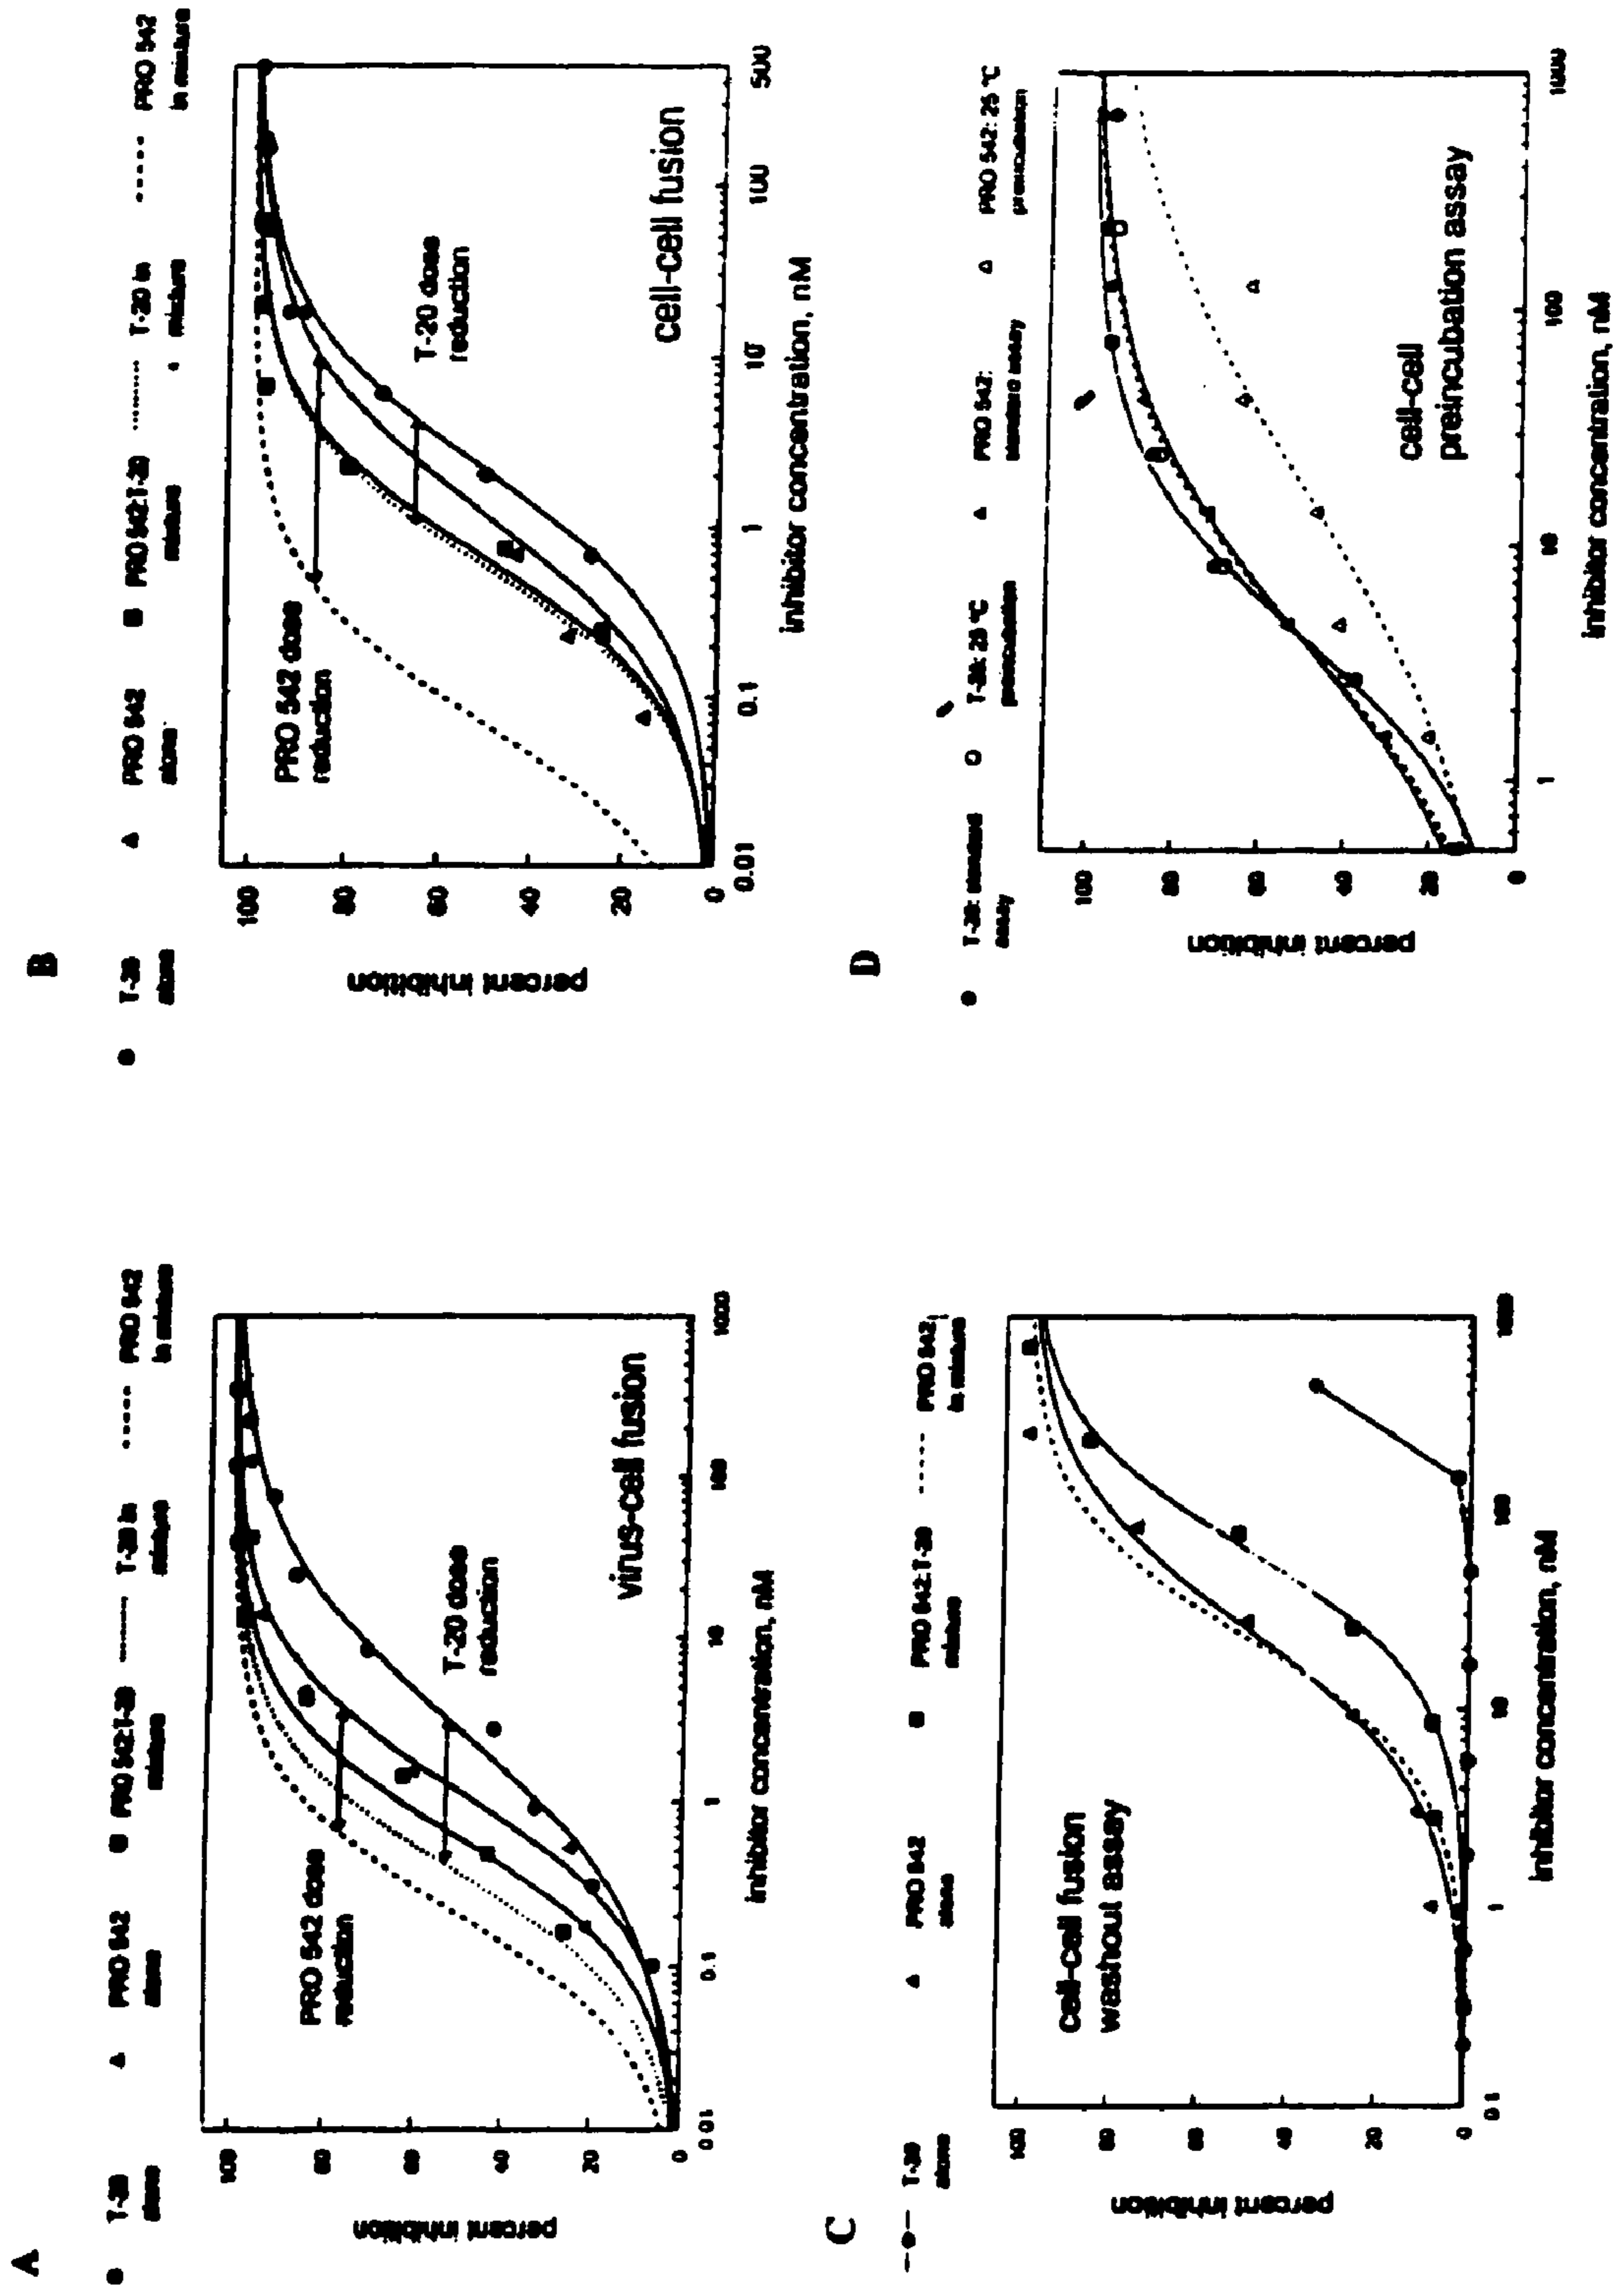 A
T-20 alone
PRO 542 alone
PRO 542:T-20 mixture
T-20 in mixture
PRO 542 in mixture
percent inhibition
100
80
60
40
20
0
PRO 542 dose reduction
T-20 dose reduction
virus-cell fusion
0.01
0.1
1
10
100
1000
inhibitor concentration, nM
B
T-20 alone
PRO 542 alone
PRO 542:T-20 mixture
T-20 in mixture
PRO 542 in mixture
percent inhibition
100
80
60
40
20
0
PRO 542 dose reduction
T-20 dose reduction
cell-cell fusion
0.01
0.1
1
10
100
500
inhibitor concentration, nM
C
T-20 alone
PRO 542 alone
PRO 542:T-20 mixture
PRO 542 in mixture
percent inhibition
100
80
60
40
20
0
cell-cell fusion
washout assay
0.1
1
10
100
1000
inhibitor concentration, nM
D
T-20: standard assay
T-20: 25 °C preincubation
PRO 542: standard assay
PRO 542: 25 °C preincubation
percent inhibition
100
80
60
40
20
0
cell-cell
preincubation assay
1
10
100
1000
inhibitor concentration, nM